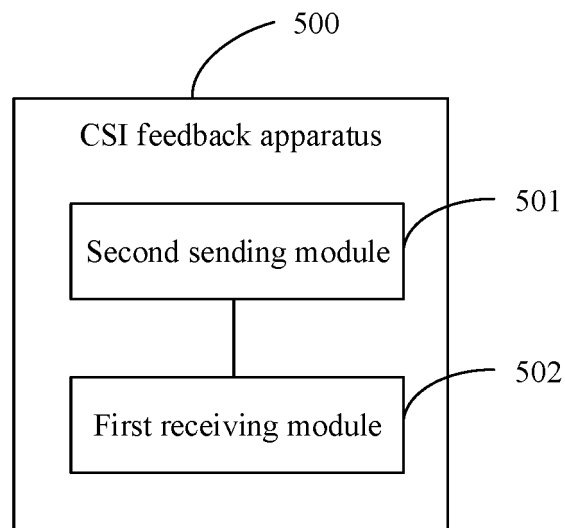 500
CSI feedback apparatus
501
Second sending module
502
First receiving module